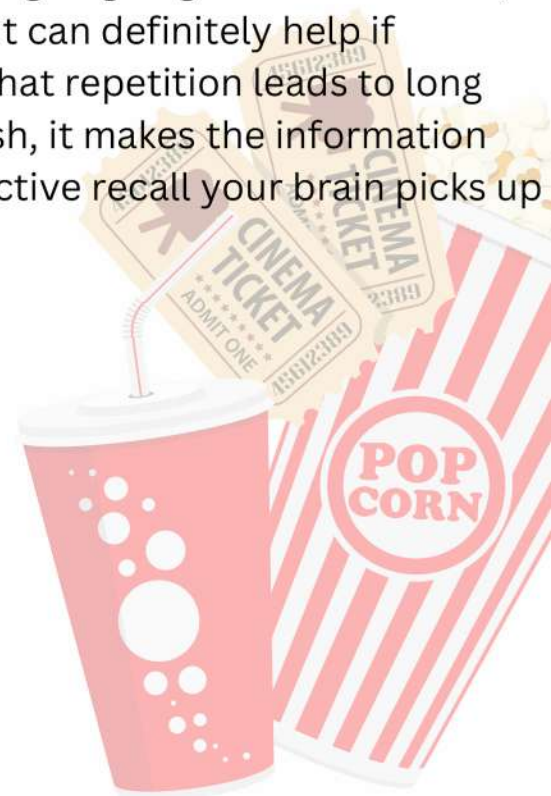 t can definitely help if
hat repetition leads to long
sh, it makes the information
ctive recall your brain picks up
45612389
CINEMA
TICKET
ADMIT ONE
45612389
45612389
CINEMA
TICKET
POP
CORN